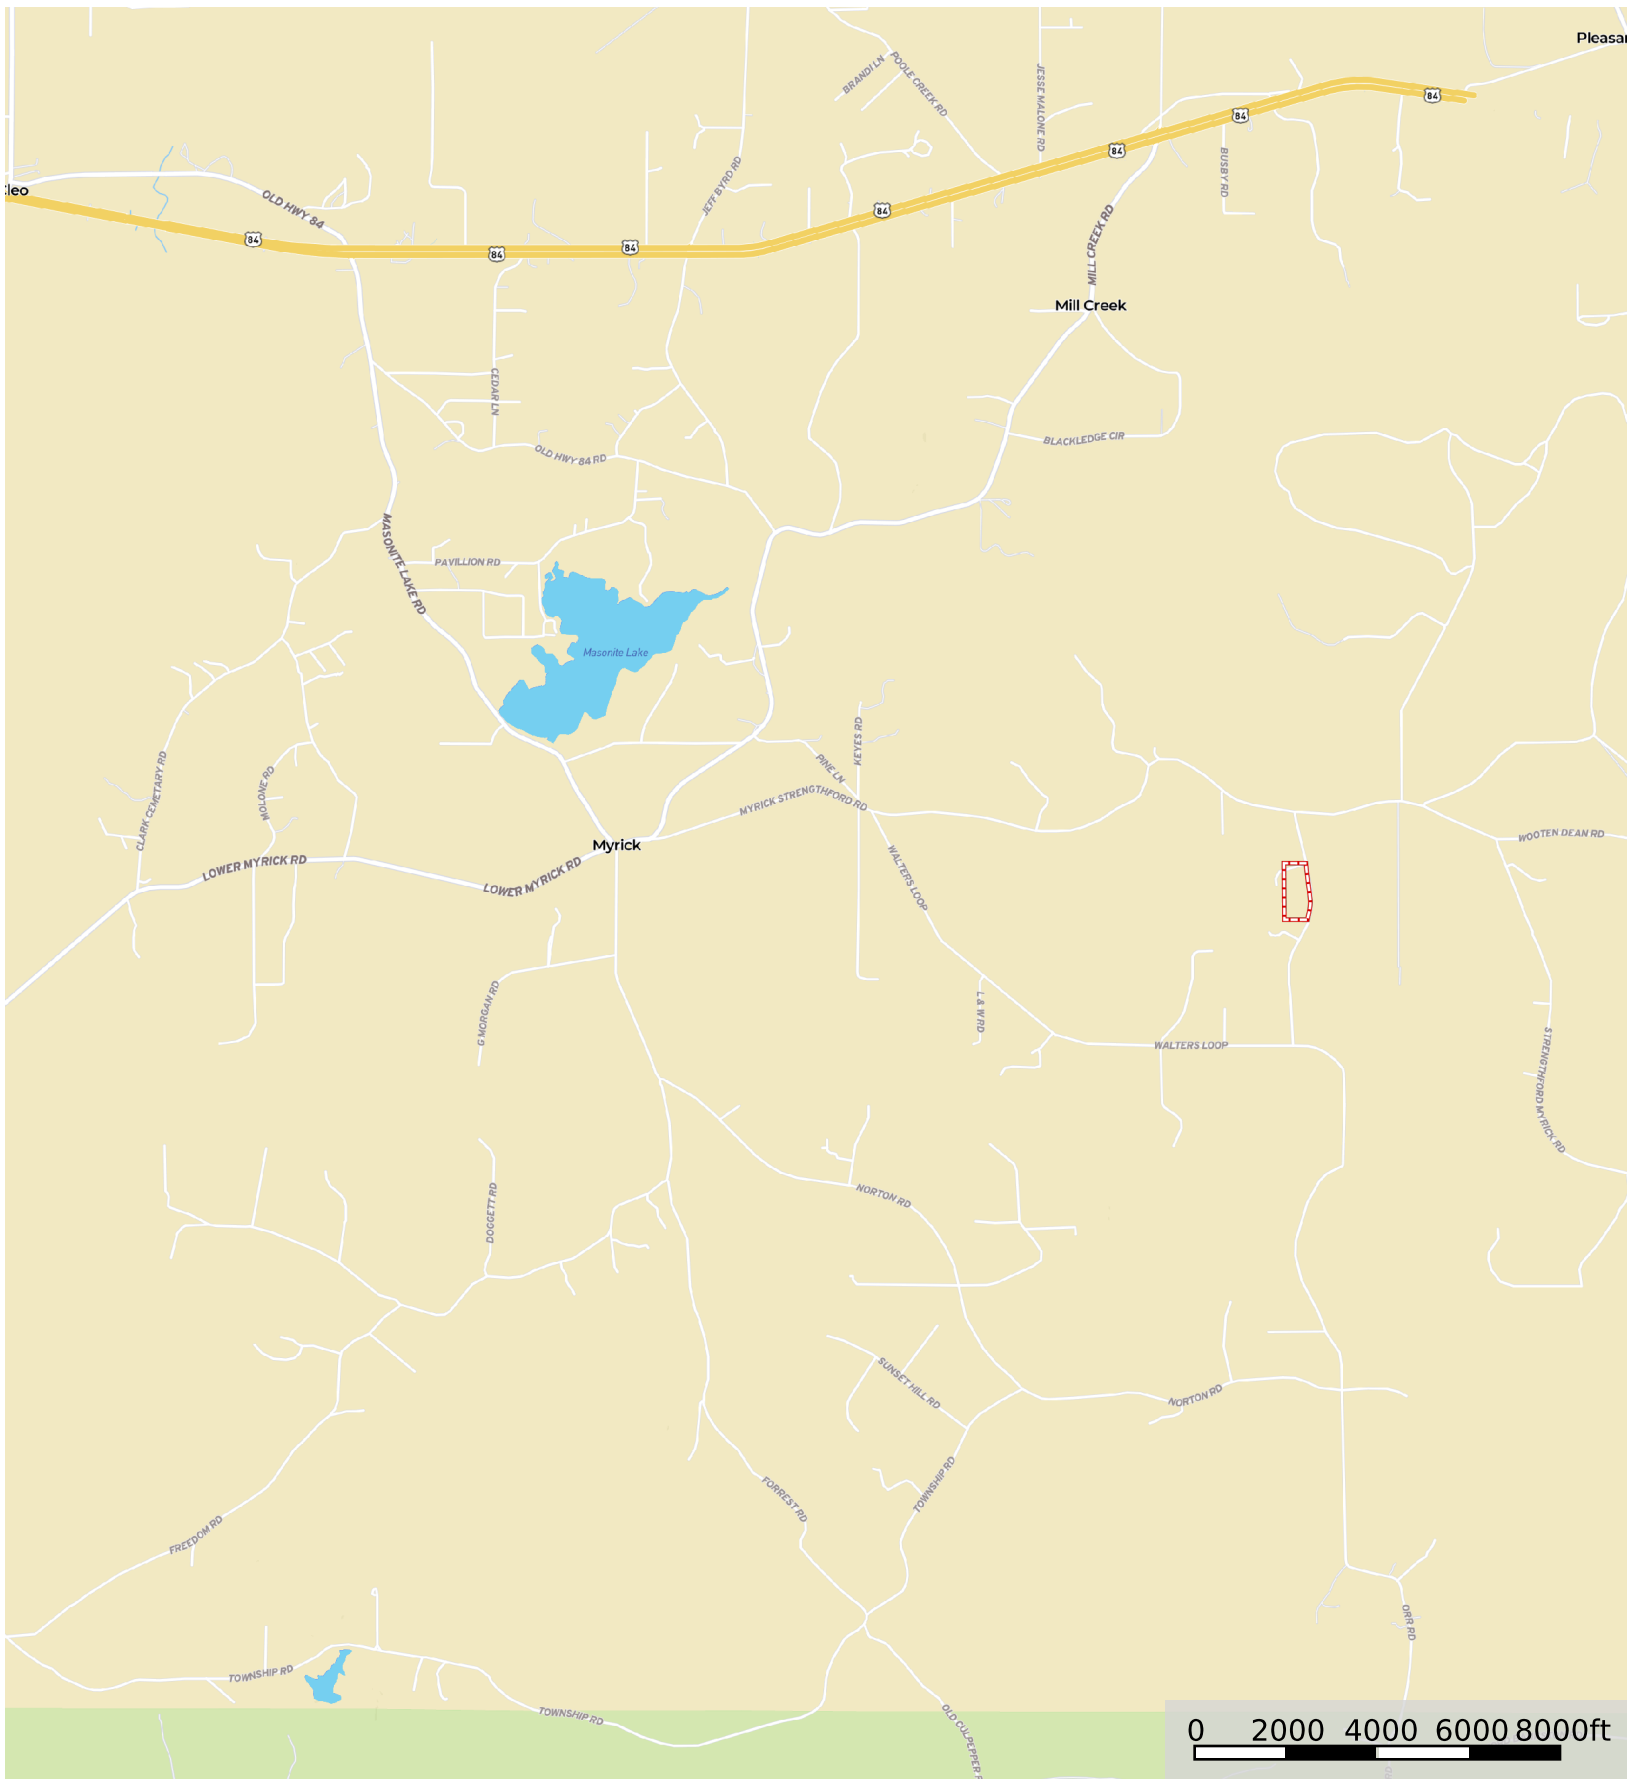 Pleasan
84
BRANDI LN
POOLE CREEK RD
JESSE MALONE RD
84
84
BUSBY RD
JEFF BYRD RD
Cleo
OLD HWY 84
84
84
84
84
MILL CREEK RD
Mill Creek
CEDAR LN
OLD HWY 84 RD
BLACKLEDGE CIR
MASONITE LAKE RD
PAVILLION RD
Masonite Lake
KEYES RD
PINE LN
CLARK CEMETARY RD
MOLONE RD
MYRICK STRENGTHFORD RD
WOOTEN DEAN RD
Myrick
LOWER MYRICK RD
LOWER MYRICK RD
WALTERS LOOP
G MORGAN RD
L & W RD
WALTERS LOOP
STRENGTHFORD MYRICK RD
DOGGETT RD
NORTON RD
SUNSET HILL RD
NORTON RD
FORREST RD
TOWNSHIP RD
FREEDOM RD
ORR RD
TOWNSHIP RD
TOWNSHIP RD
OLD CULPEPPER R
0 2000 4000 6000 8000ft